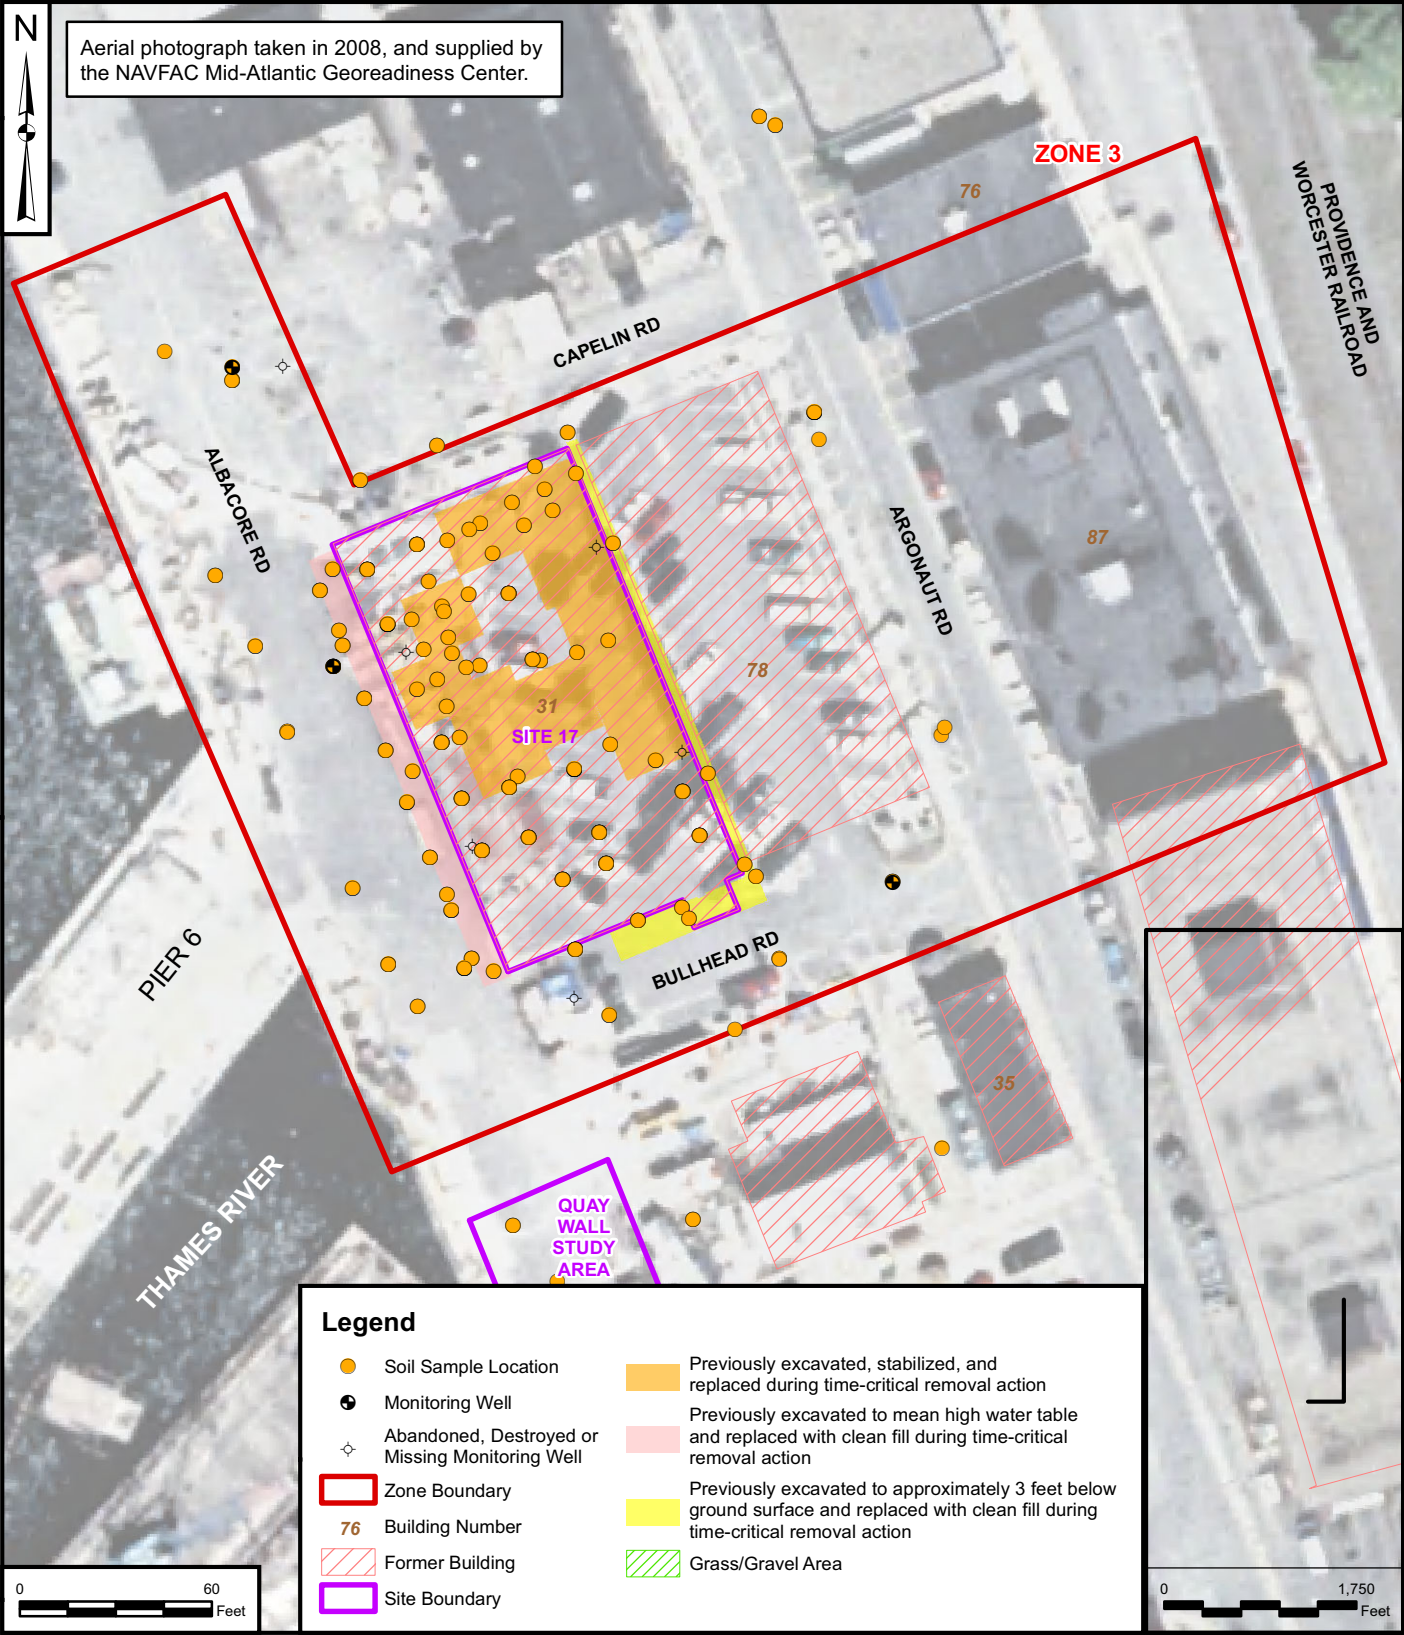 N
Aerial photograph taken in 2008, and supplied by
the NAVFAC Mid-Atlantic Georeadiness Center.
ZONE 3
76
PROVIDENCE AND
WORCESTER RAILROAD
CAPELIN RD
ALBACORE RD
ARGONAUT RD
87
78
31
SITE 17
PIER 6
BULLHEAD RD
35
THAMES RIVER
QUAY
WALL
STUDY
AREA
Legend
Soil Sample Location
Monitoring Well
Abandoned, Destroyed or
Missing Monitoring Well
Zone Boundary
76 Building Number
Former Building
Site Boundary
Previously excavated, stabilized, and
replaced during time-critical removal action
Previously excavated to mean high water table
and replaced with clean fill during time-critical
removal action
Previously excavated to approximately 3 feet below
ground surface and replaced with clean fill during
time-critical removal action
Grass/Gravel Area
0 60
Feet
0 1,750
Feet